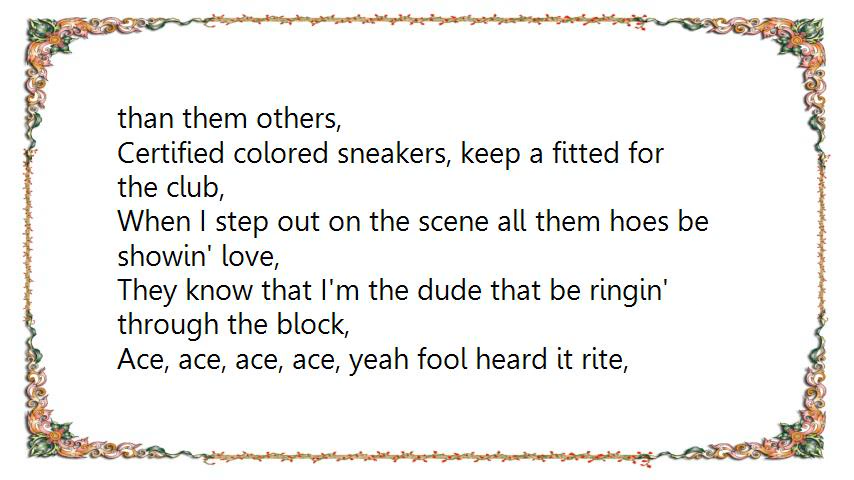 than them others,
Certified colored sneakers, keep a fitted for
the club,
When I step out on the scene all them hoes be
showin' love,
They know that I'm the dude that be ringin'
through the block,
Ace, ace, ace, ace, yeah fool heard it rite,